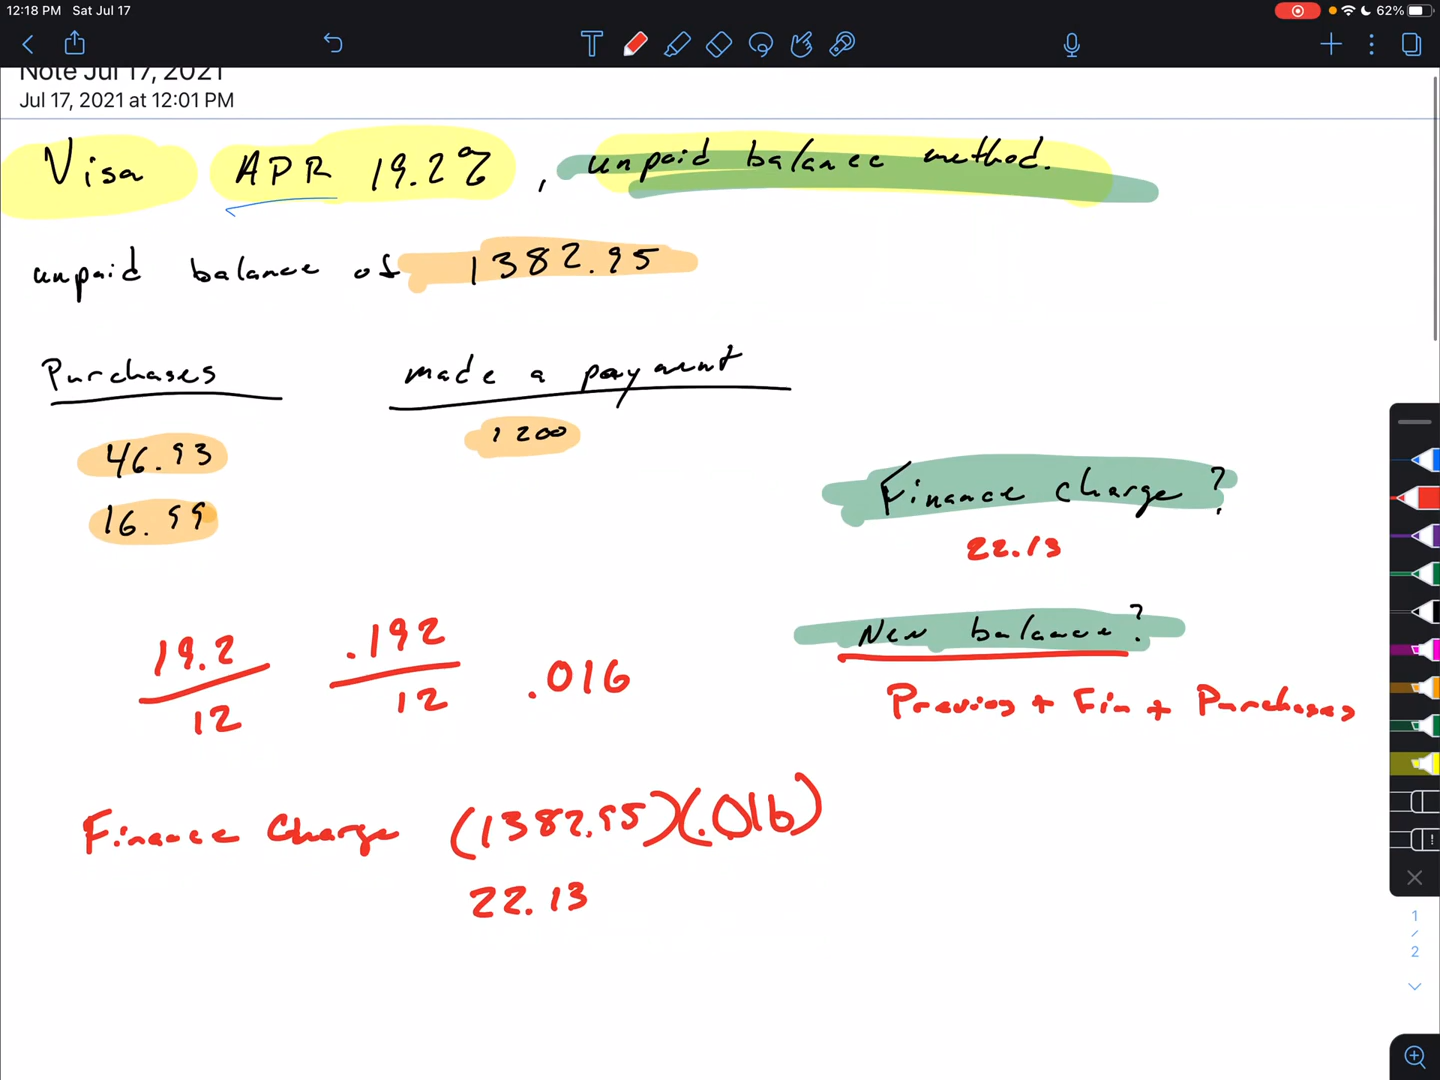 12:18 PM Sat Jul 17
62%
Note Jul 17, 2021
Jul 17, 2021 at 12:01 PM
Visa APR 19.2% , unpaid balance method.
unpaid balance of 1382.95
Purchases made a payment
46.93 1200
16.99
Finance charge?
22.13
New balance?
Previos + Fin + Purchases
19.2/12 .192/12 .016
Finance Charge (1382.95)(.016)
22.13
1
/
2